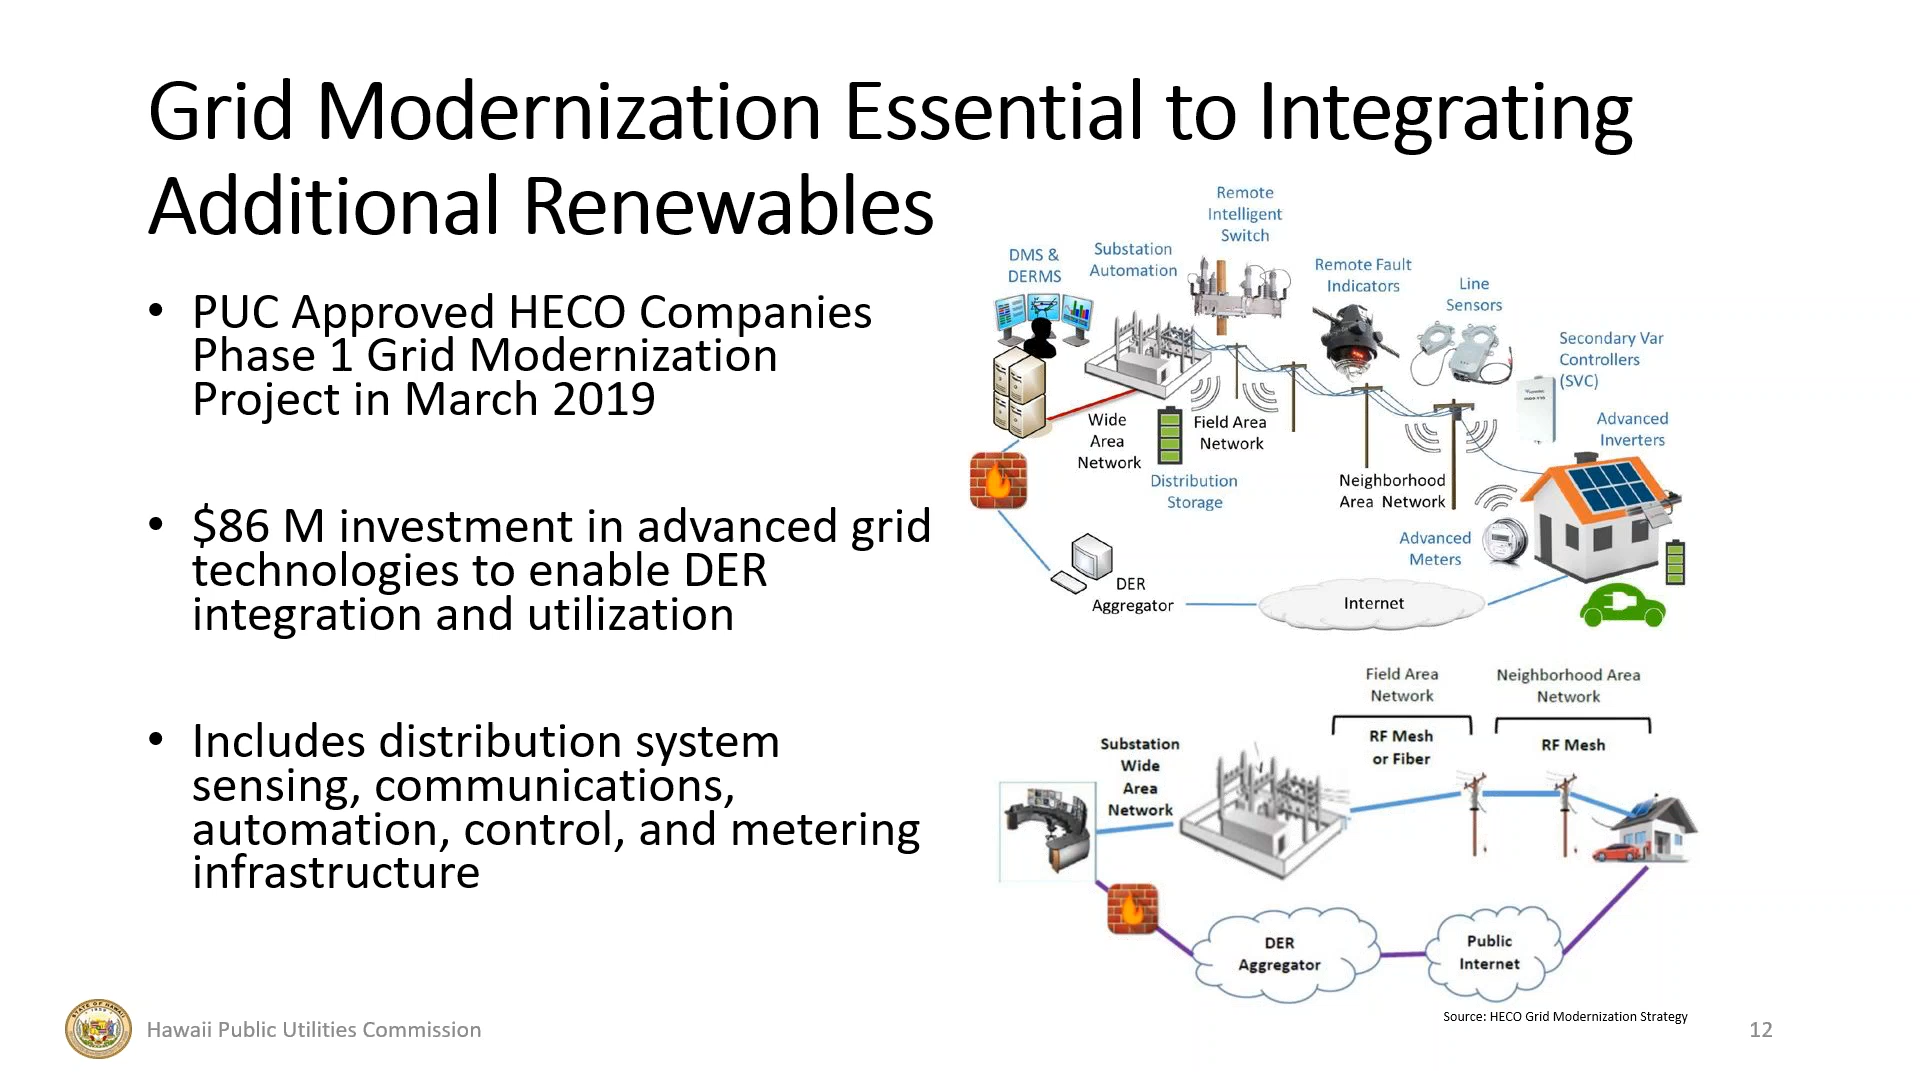 Grid Modernization Essential to Integrating
Additional Renewables
• PUC Approved HECO Companies
Phase 1 Grid Modernization
Project in March 2019
• $86 M investment in advanced grid
technologies to enable DER
integration and utilization
• Includes distribution system
sensing, communications,
automation, control, and metering
infrastructure
DMS &
DERMS
Substation
Automation
Remote
Intelligent
Switch
Remote Fault
Indicators
Line
Sensors
Secondary Var
Controllers
(SVC)
Advanced
Inverters
Wide
Area
Network
Field Area
Network
Distribution
Storage
Neighborhood
Area Network
Advanced
Meters
DER
Aggregator
Internet
Field Area
Network
Neighborhood Area
Network
RF Mesh
or Fiber
RF Mesh
Substation
Wide
Area
Network
DER
Aggregator
Public
Internet
Source: HECO Grid Modernization Strategy
STATE OF HAWAII
Hawaii Public Utilities Commission
12